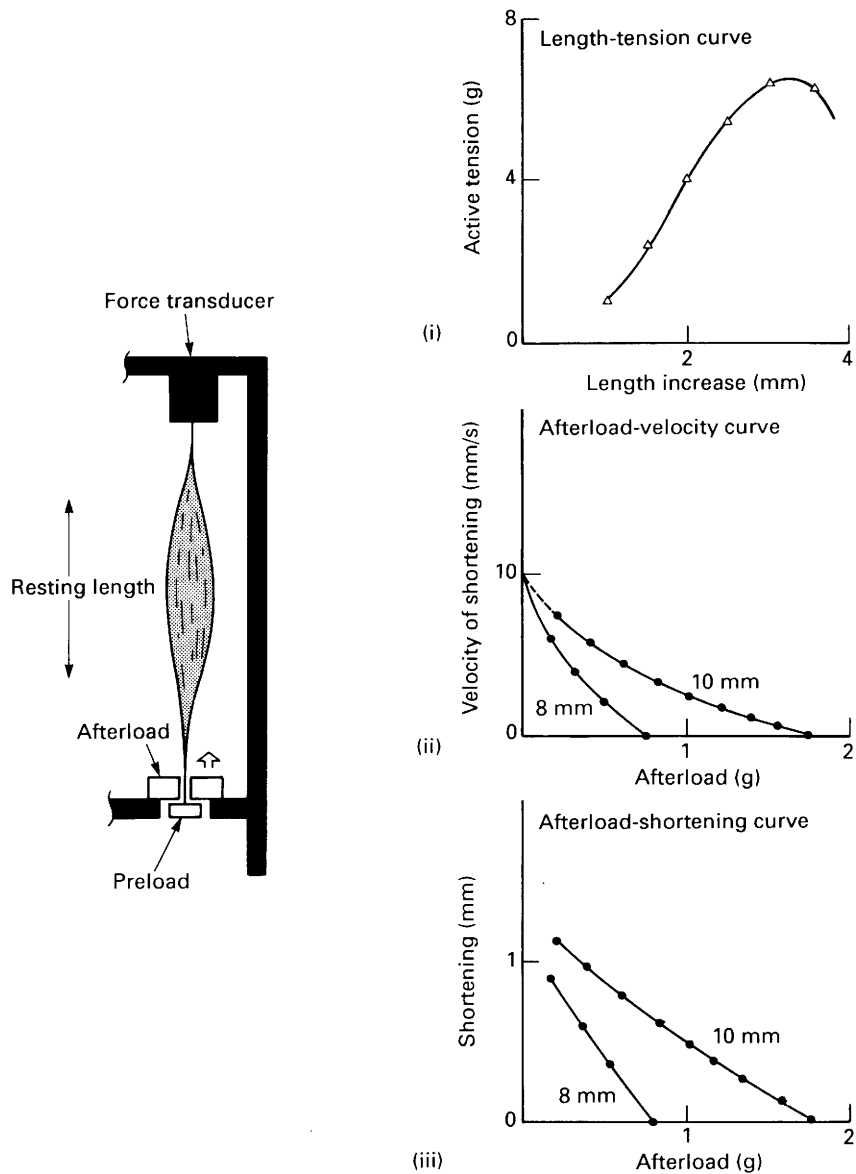 Force transducer
Resting length
Afterload
Preload
(i)
Length-tension curve
Active tension (g)
8
4
0
2
4
Length increase (mm)
(ii)
Afterload-velocity curve
Velocity of shortening (mm/s)
10
0
10 mm
8 mm
1
2
Afterload (g)
(iii)
Afterload-shortening curve
Shortening (mm)
1
0
10 mm
8 mm
1
2
Afterload (g)